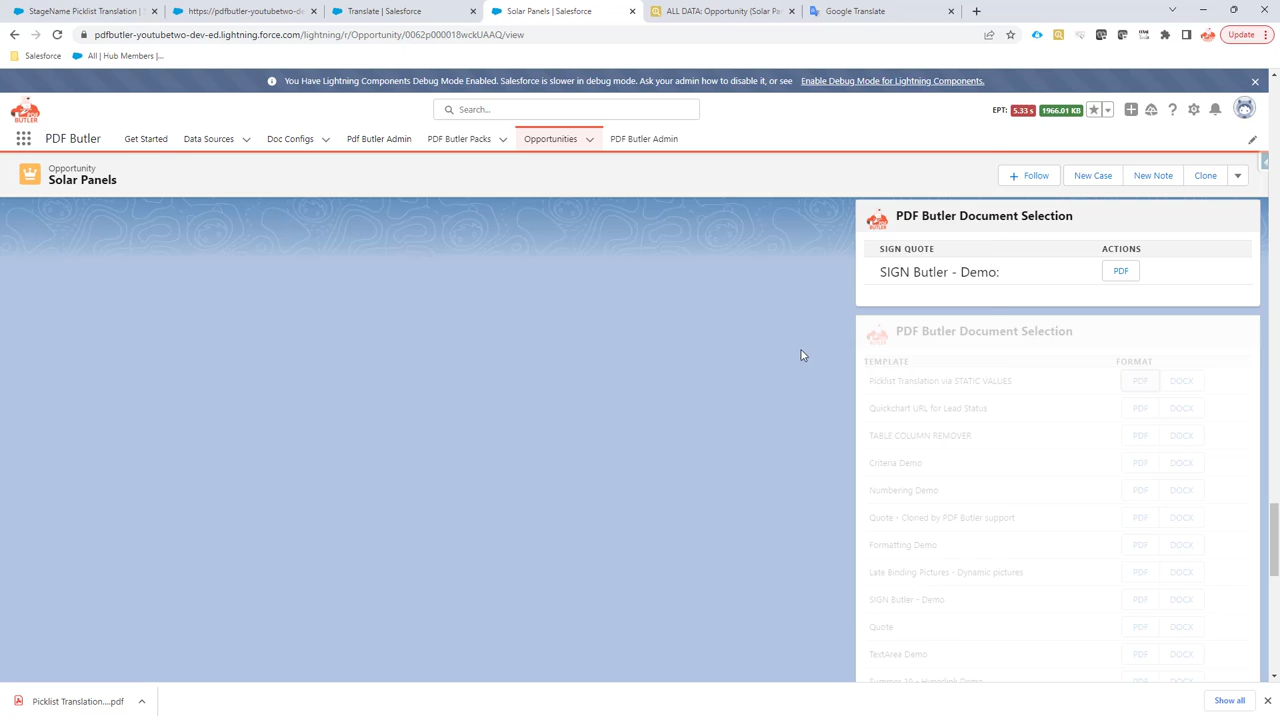 StageName Picklist Translation |
https://pdfbutler-youtubetwo-de
Translate | Salesforce
Solar Panels | Salesforce
ALL DATA: Opportunity (Solar Pa
Google Translate
pdfbutler-youtubetwo-dev-ed.lightning.force.com/lightning/r/Opportunity/0062p000018wckUAAQ/view
Update
Salesforce
All | Hub Members |...
You Have Lightning Components Debug Mode Enabled. Salesforce is slower in debug mode. Ask your admin how to disable it, or see Enable Debug Mode for Lightning Components.
PDF BUTLER
Search...
EPT: 5.33 s 1966.01 KB
PDF Butler
Get Started
Data Sources
Doc Configs
Pdf Butler Admin
PDF Butler Packs
Opportunities
PDF Butler Admin
Opportunity
Solar Panels
Follow
New Case
New Note
Clone
PDF Butler Document Selection
SIGN QUOTE ACTIONS
SIGN Butler - Demo: PDF
PDF Butler Document Selection
TEMPLATE FORMAT
Picklist Translation via STATIC VALUES PDF DOCX
Quickchart URL for Lead Status PDF DOCX
TABLE COLUMN REMOVER PDF DOCX
Criteria Demo PDF DOCX
Numbering Demo PDF DOCX
Quote - Cloned by PDF Butler support PDF DOCX
Formatting Demo PDF DOCX
Late Binding Pictures - Dynamic pictures PDF DOCX
SIGN Butler - Demo PDF DOCX
Quote PDF DOCX
TextArea Demo PDF DOCX
Picklist Translation....pdf
Show all